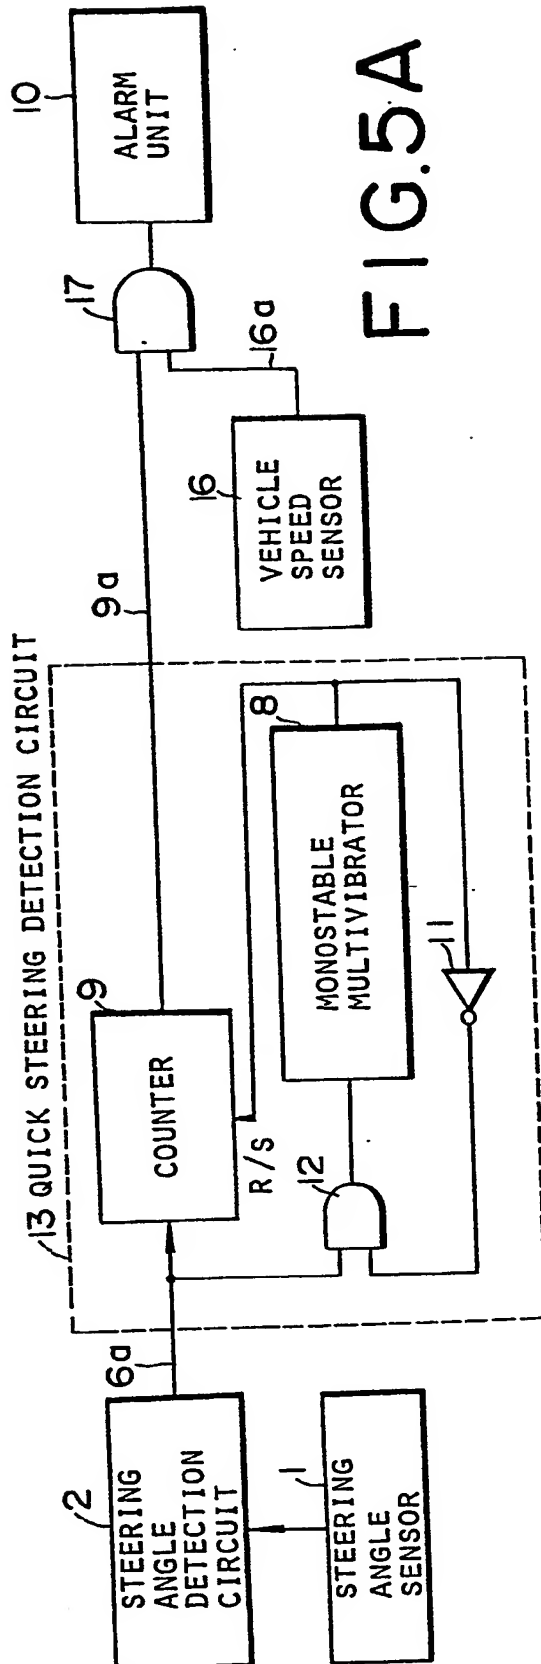 FIG.5A
1
STEERING
ANGLE
SENSOR
2
STEERING
ANGLE
DETECTION
CIRCUIT
6a
13 QUICK STEERING DETECTION CIRCUIT
9
COUNTER
R/S
12
8
MONOSTABLE
MULTIVIBRATOR
11
9a
16
VEHICLE
SPEED
SENSOR
16a
17
10
ALARM
UNIT